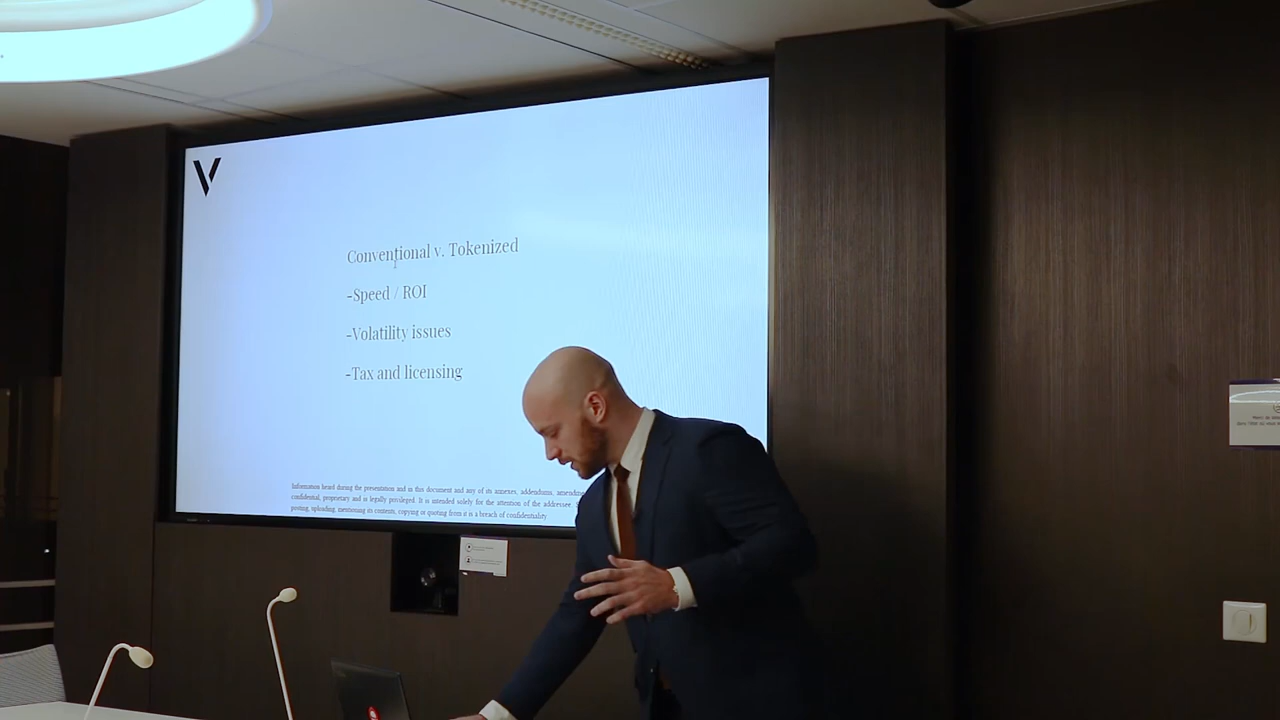 V
Conventional v. Tokenized
-Speed / ROI
-Volatility issues
-Tax and licensing
Information heard during the presentation and in this document and any of its annexes, addendums,
confidential, proprietary and is legally privileged. It is intended solely for the attention of the addressee.
posting, uploading, mentioning its contents, copying or quoting from it is a breach of confidentiality